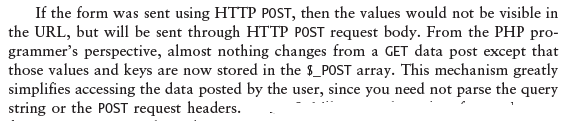 If the form was sent using HTTP POST, then the values would not be visible in
the URL, but will be sent through HTTP POST request body. From the PHP pro-
grammer's perspective, almost nothing changes from a GET data post except that
those values and keys are now stored in the $_POST array. This mechanism greatly
simplifies accessing the data posted by the user, since you need not parse the query
string or the POST request headers.